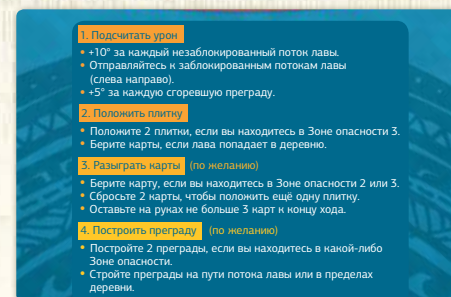 1. Подсчитать урон
• +10° за каждый незаблокированный поток лавы.
• Отправляйтесь к заблокированным потокам лавы
(слева направо).
• +5° за каждую сгоревшую преграду.
2. Положить плитку
• Положите 2 плитки, если вы находитесь в Зоне опасности 3.
• Берите карты, если лава попадает в деревню.
3. Разыграть карты (по желанию)
• Берите карту, если вы находитесь в Зоне опасности 2 или 3.
• Сбросьте 2 карты, чтобы положить ещё одну плитку.
• Оставьте на руках не больше 3 карт к концу хода.
4. Построить преграду (по желанию)
• Постройте 2 преграды, если вы находитесь в какой-либо
Зоне опасности.
• Стройте преграды на пути потока лавы или в пределах
деревни.